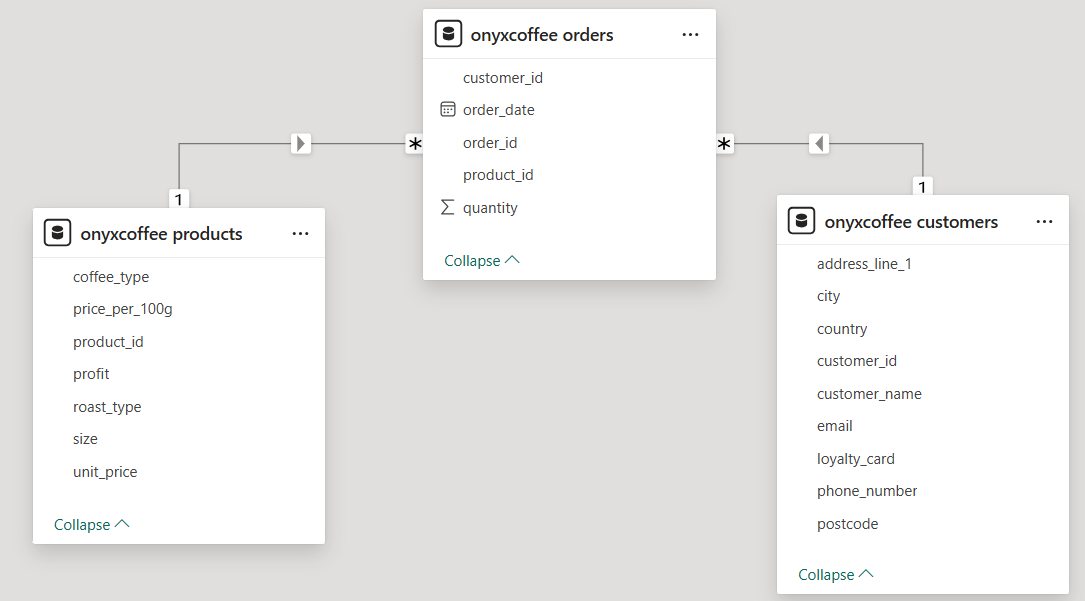 onyxcoffee orders
customer_id
order_date
order_id
product_id
quantity
Collapse
*
*
1
1
onyxcoffee products
coffee_type
price_per_100g
product_id
profit
roast_type
size
unit_price
Collapse
onyxcoffee customers
address_line_1
city
country
customer_id
customer_name
email
loyalty_card
phone_number
postcode
Collapse